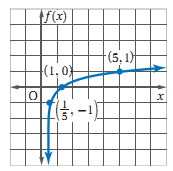 f(x)
(5, 1)
(1, 0)
O
x
(1/5, −1)